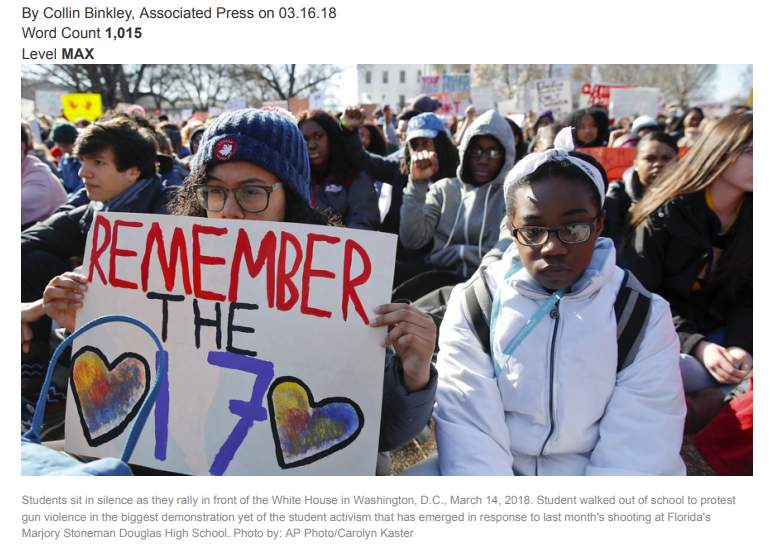 By Collin Binkley, Associated Press on 03.16.18
Word Count 1,015
Level MAX
REMEMBER
THE
17
Students sit in silence as they rally in front of the White House in Washington, D.C., March 14, 2018. Student walked out of school to protest
gun violence in the biggest demonstration yet of the student activism that has emerged in response to last month's shooting at Florida's
Marjory Stoneman Douglas High School. Photo by: AP Photo/Carolyn Kaster